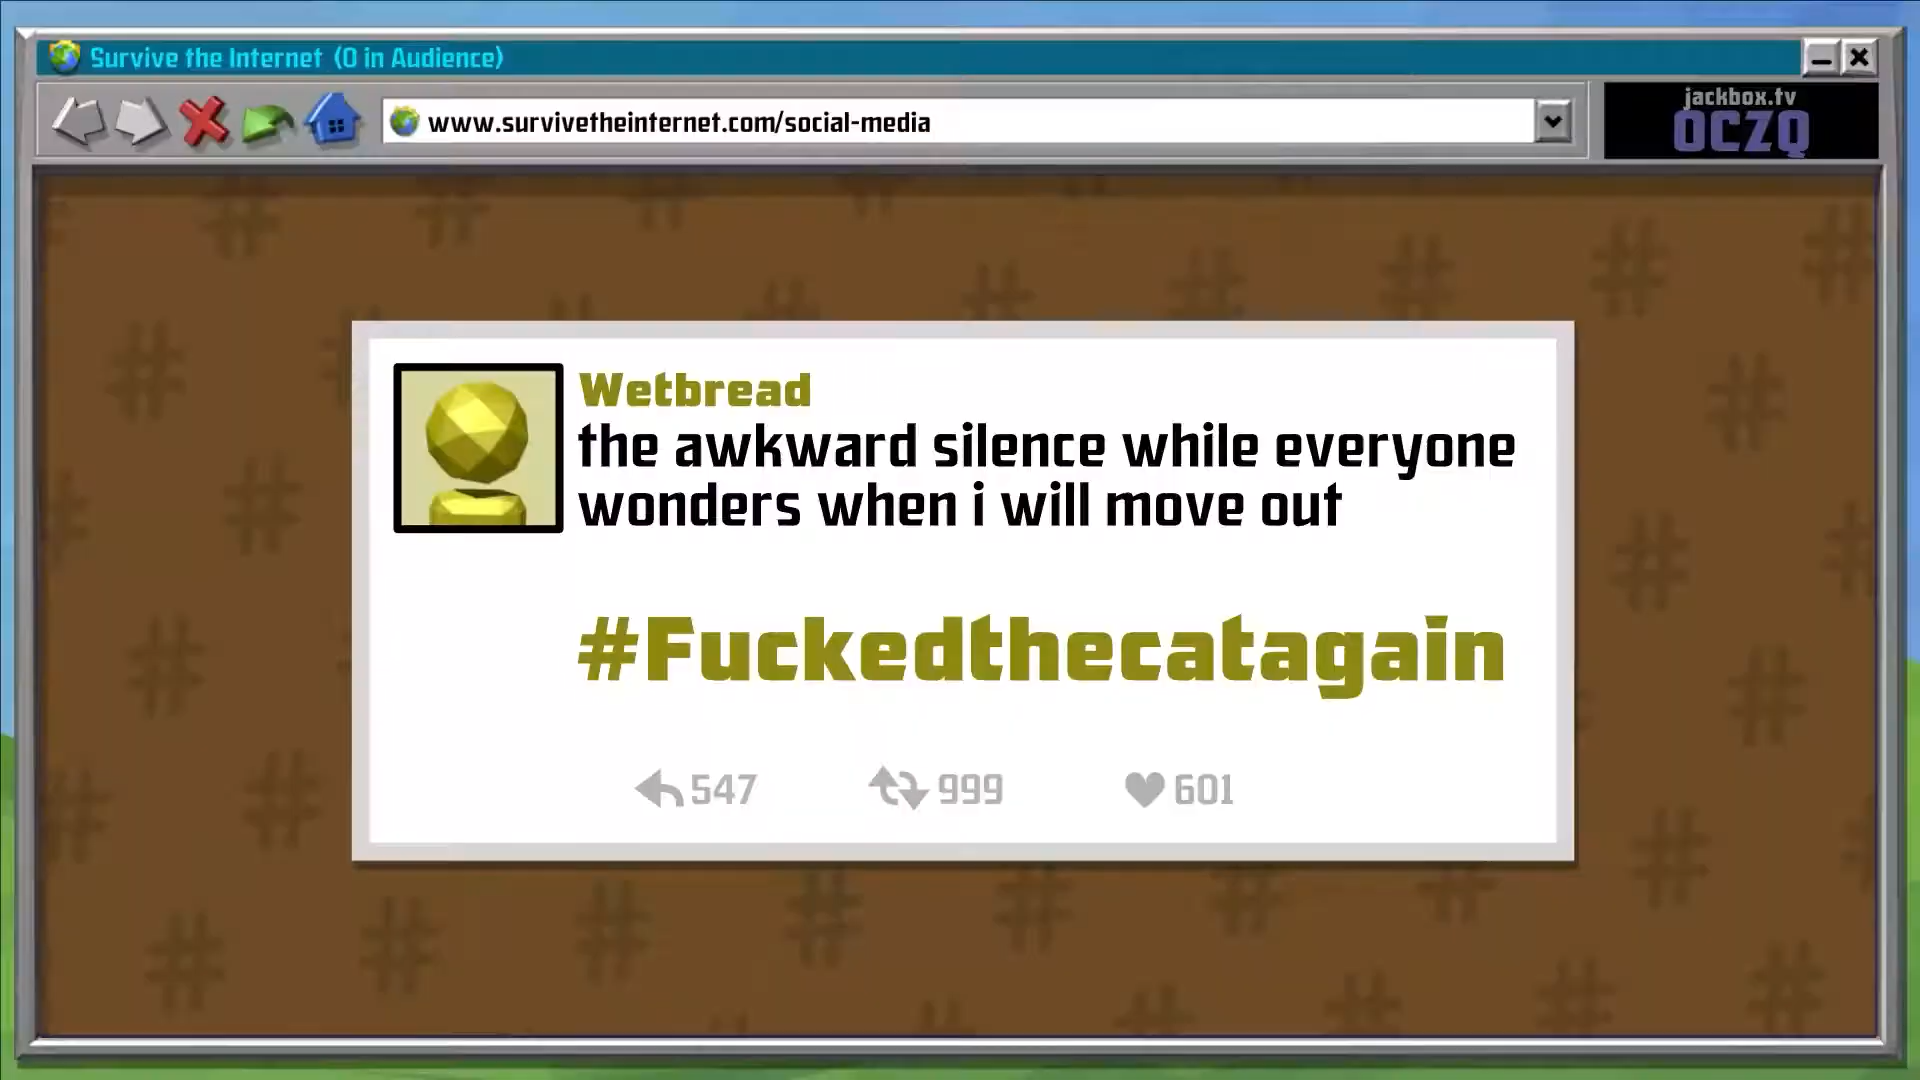 Survive the Internet (0 in Audience)
www.survivetheinternet.com/social-media
jackbox.tv
OCZQ
Wetbread
the awkward silence while everyone
wonders when i will move out
#Fuckedthecatagain
547 999 601